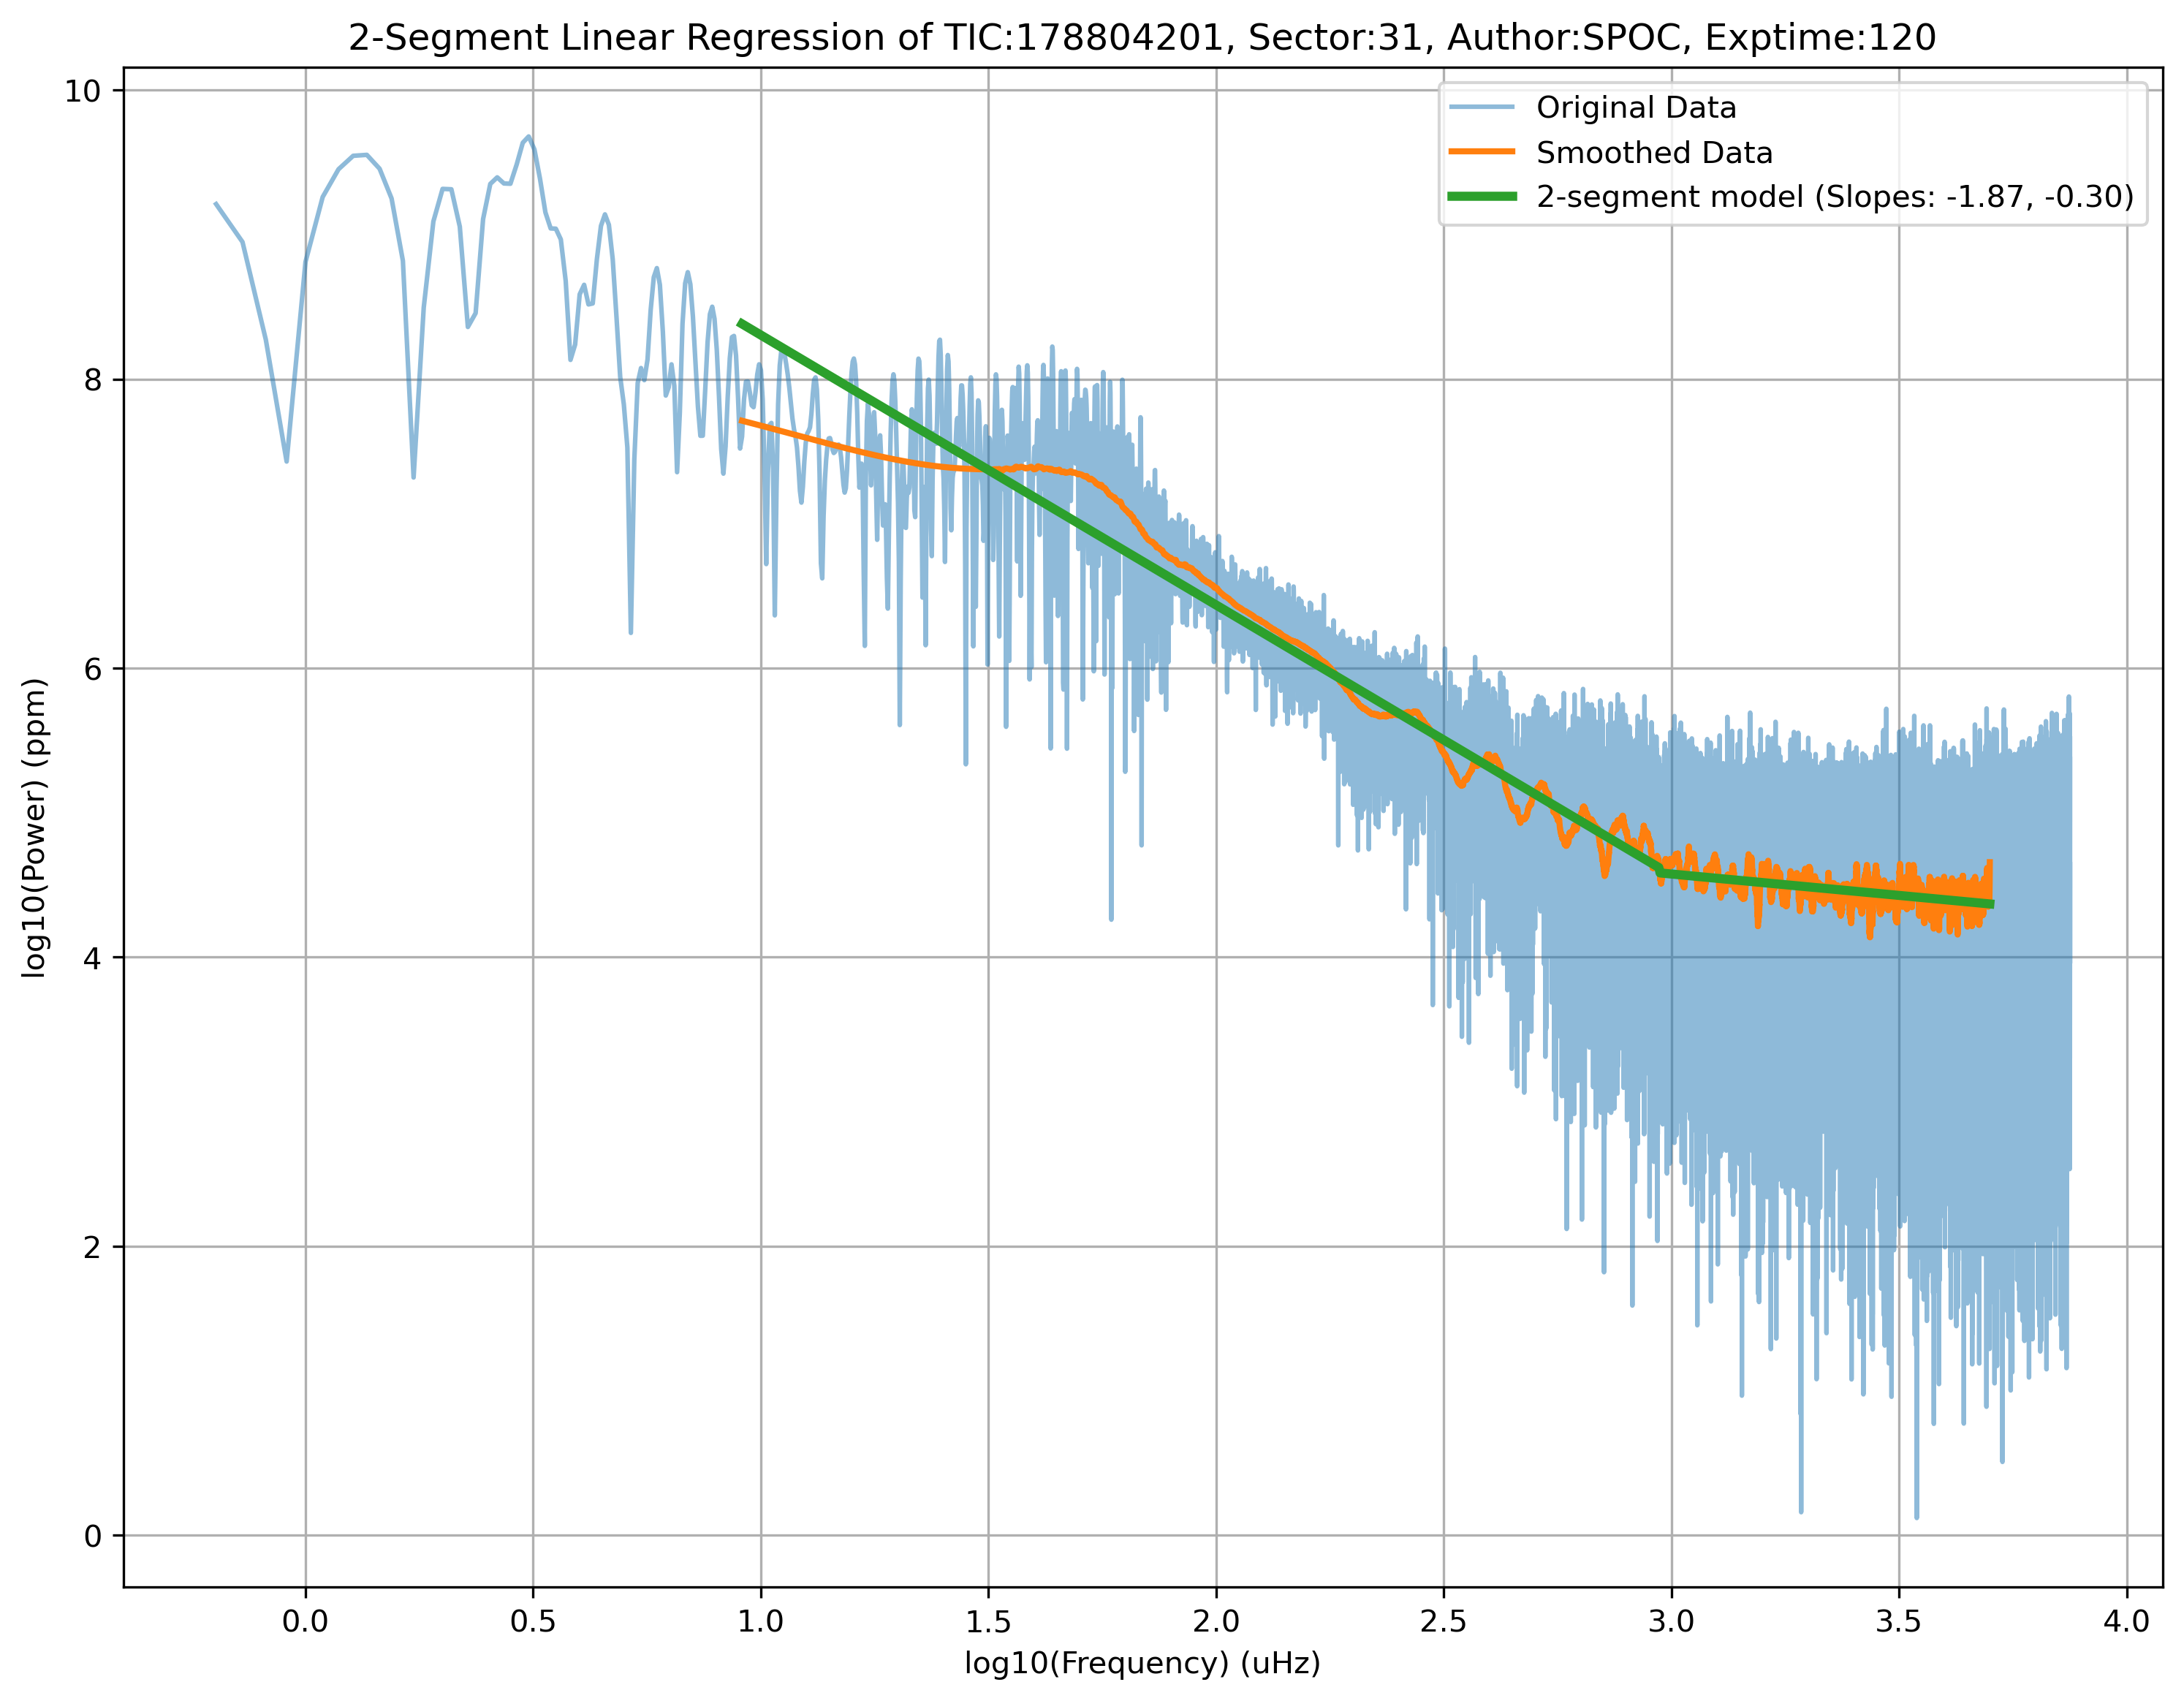 2-Segment Linear Regression of TIC:178804201, Sector:31, Author:SPOC, Exptime:120
Original Data
Smoothed Data
2-segment model (Slopes: -1.87, -0.30)
log10(Power) (ppm)
10
8
6
4
2
0
0.0 0.5 1.0 1.5 2.0 2.5 3.0 3.5 4.0
log10(Frequency) (uHz)